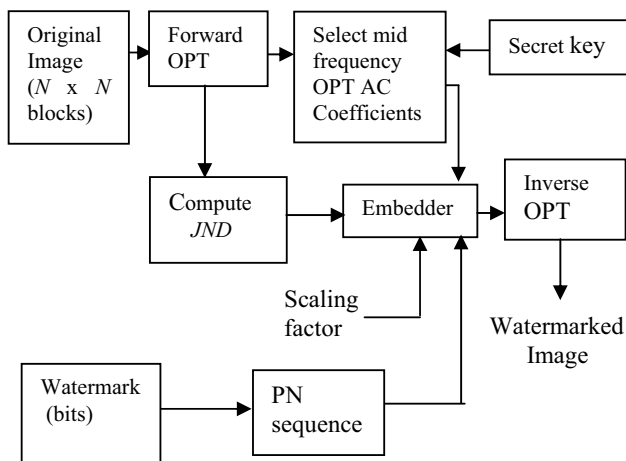 Original
Image
(N x N
blocks)
Forward
OPT
Select mid
frequency
OPT AC
Coefficients
Secret key
Compute
JND
Embedder
Inverse
OPT
Scaling
factor
Watermarked
Image
Watermark
(bits)
PN
sequence